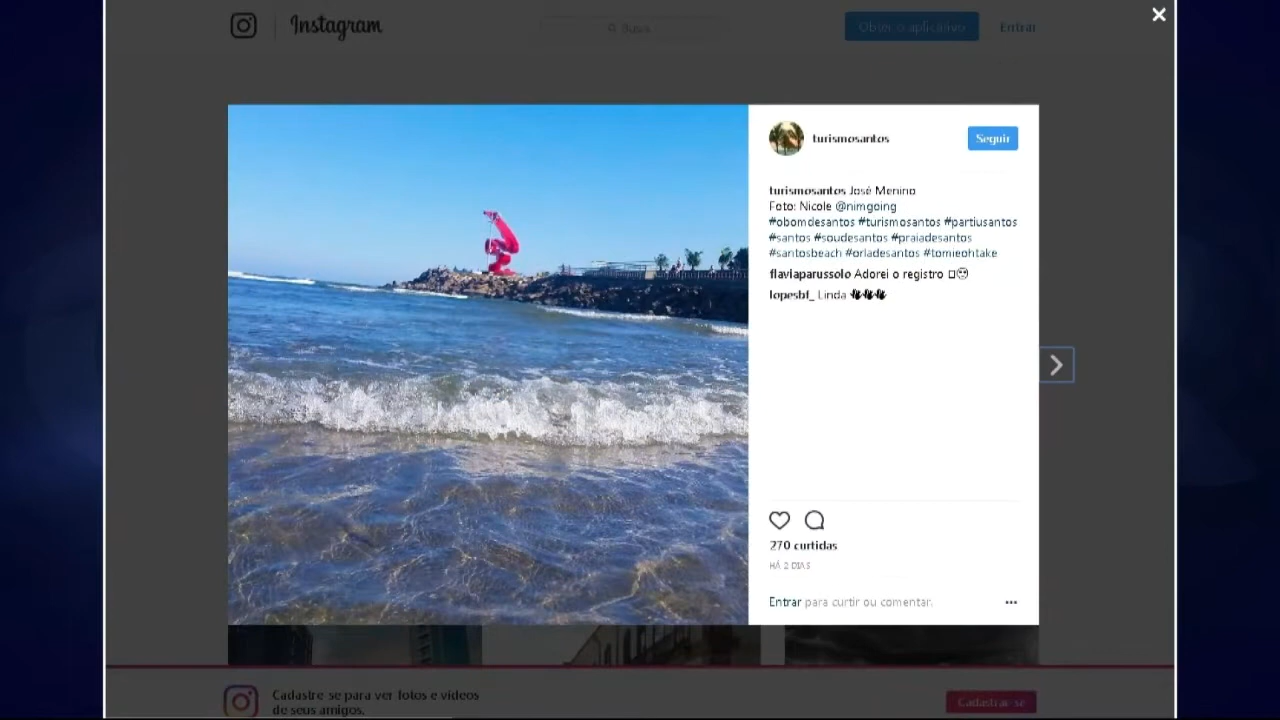 Instagram
Busca
Obter o aplicativo
Entrar
turismosantos
Seguir
turismosantos José Menino
Foto: Nicole @nimgoing
#obomdesantos #turismosantos #partiusantos
#santos #soudesantos #praiadesantos
#santosbeach #orladesantos #tomieohtake
flaviaparussolo Adorei o registro
lopesbf_ Linda
270 curtidas
HÁ 2 DIAS
Entrar para curtir ou comentar.
Cadastre-se para ver fotos e vídeos
de seus amigos.
Cadastrar-se